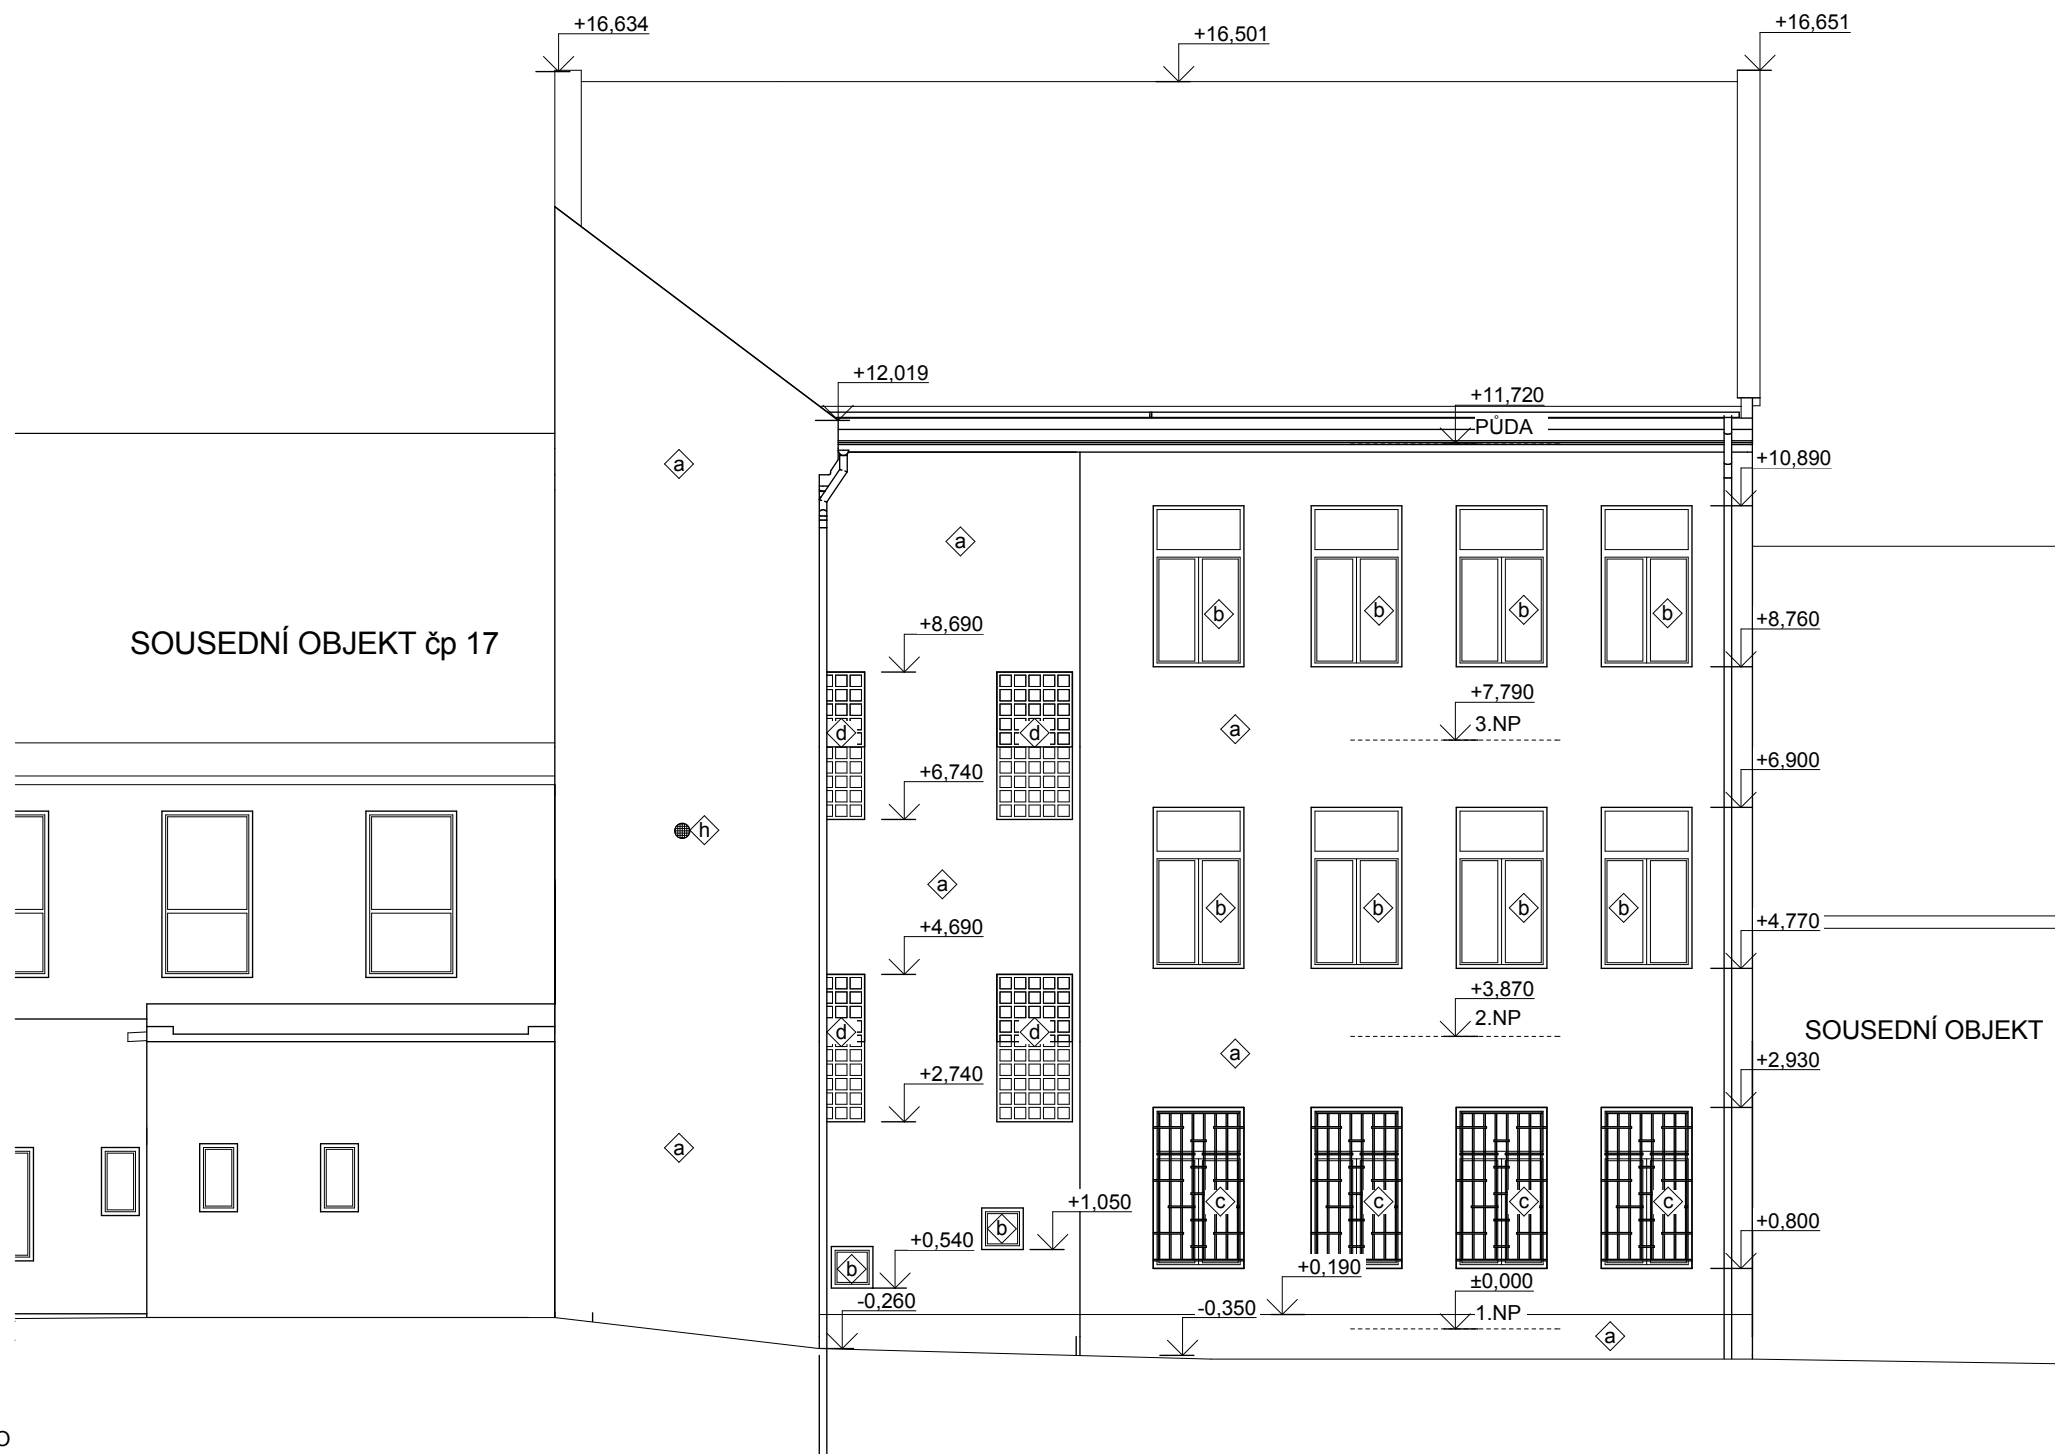 +16,634
+16,501
+16,651
+12,019
+11,720
PŮDA
a
+10,890
a
b
b
b
b
+8,690
+8,760
SOUSEDNÍ OBJEKT čp 17
+7,790
d
d
a
3.NP
+6,740
+6,900
h
a
b
b
b
b
+4,690
+4,770
+3,870
d
d
2.NP
SOUSEDNÍ OBJEKT
a
+2,740
+2,930
a
+1,050
c
c
c
c
b
+0,540
+0,800
b
+0,190
±0,000
-0,260
-0,350
1.NP
a
O